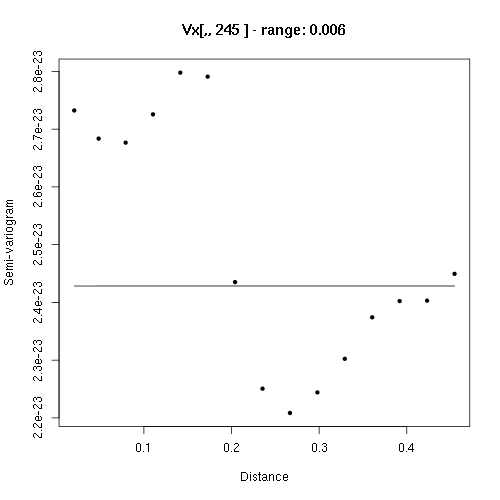 Vx[,, 245 ] - range: 0.006
2.8e-23
2.7e-23
2.6e-23
2.5e-23
2.4e-23
2.3e-23
2.2e-23
Semi-variogram
0.1 0.2 0.3 0.4
Distance